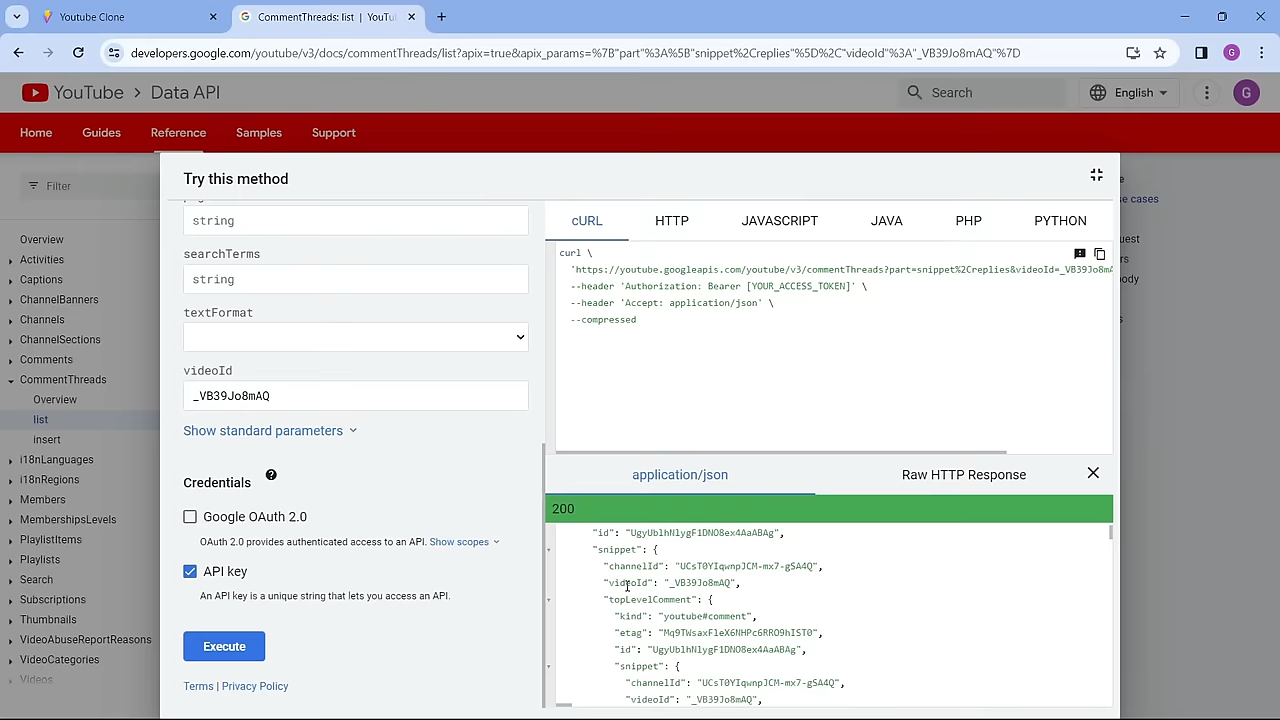 Youtube Clone
CommentThreads: list | YouTu
developers.google.com/youtube/v3/docs/commentThreads/list?apix=true&apix_params=%7B"part"%3A%5B"snippet%2Creplies"%5D%2C"videoId"%3A"_VB39Jo8mAQ"%7D
G
YouTube > Data API
Search
English
G
Home
Guides
Reference
Samples
Support
Filter
Overview
Activities
Captions
ChannelBanners
Channels
ChannelSections
Comments
CommentThreads
Overview
list
insert
i18nLanguages
i18nRegions
Members
MembershipsLevels
PlaylistItems
Playlists
Search
Subscriptions
Thumbnails
VideoAbuseReportReasons
VideoCategories
Videos
Try this method
string
searchTerms
string
textFormat
videoId
_VB39Jo8mAQ
Show standard parameters
Credentials
Google OAuth 2.0
OAuth 2.0 provides authenticated access to an API. Show scopes
API key
An API key is a unique string that lets you access an API.
Execute
Terms | Privacy Policy
cURL
HTTP
JAVASCRIPT
JAVA
PHP
PYTHON
curl \
'https://youtube.googleapis.com/youtube/v3/commentThreads?part=snippet%2Creplies&videoId=_VB39Jo8mA
--header 'Authorization: Bearer [YOUR_ACCESS_TOKEN]' \
--header 'Accept: application/json' \
--compressed
application/json
Raw HTTP Response
200
"id": "UgyUblhNlygF1DNO8ex4AaABAg",
"snippet": {
"channelId": "UCsT0YIqwnpJCM-mx7-gSA4Q",
"videoId": "_VB39Jo8mAQ",
"topLevelComment": {
"kind": "youtube#comment",
"etag": "Mq9TWsaxFleX6NHPc6RRO9hIST0",
"id": "UgyUblhNlygF1DNO8ex4AaABAg",
"snippet": {
"channelId": "UCsT0YIqwnpJCM-mx7-gSA4Q",
"videoId": "_VB39Jo8mAQ",
e
se cases
uest
ers
body
s